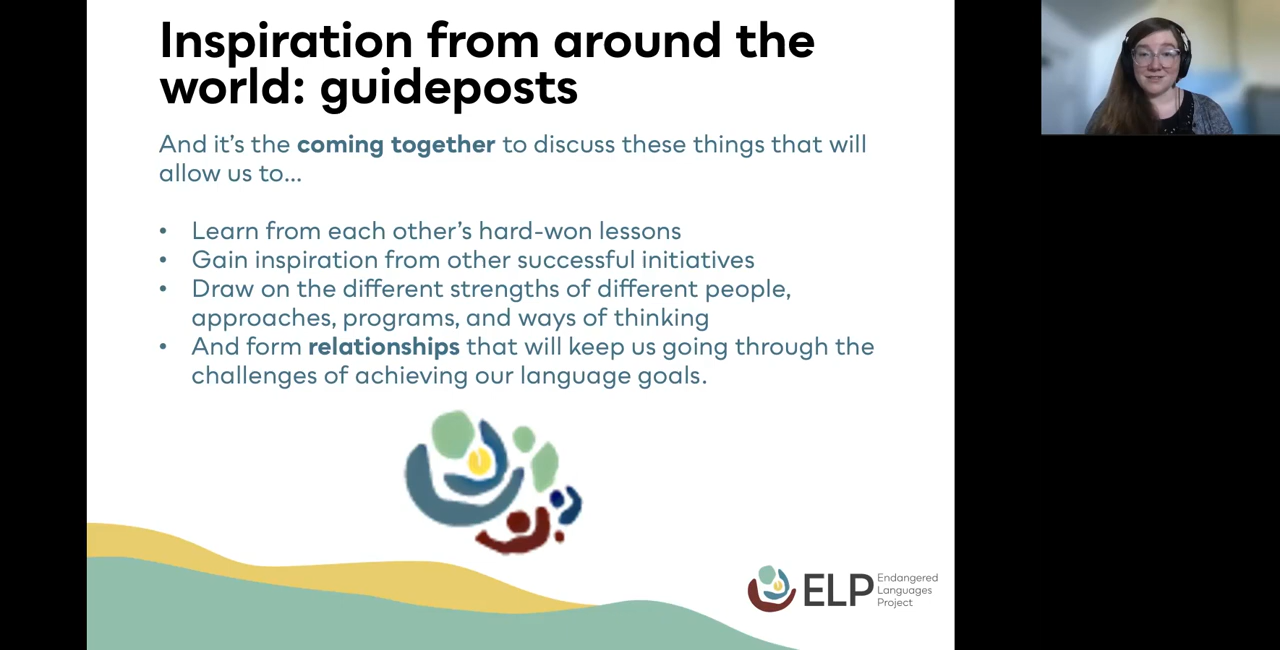 Inspiration from around the
world: guideposts
And it’s the coming together to discuss these things that will
allow us to...
• Learn from each other’s hard-won lessons
• Gain inspiration from other successful initiatives
• Draw on the different strengths of different people,
approaches, programs, and ways of thinking
• And form relationships that will keep us going through the
challenges of achieving our language goals.
ELP
Endangered
Languages
Project